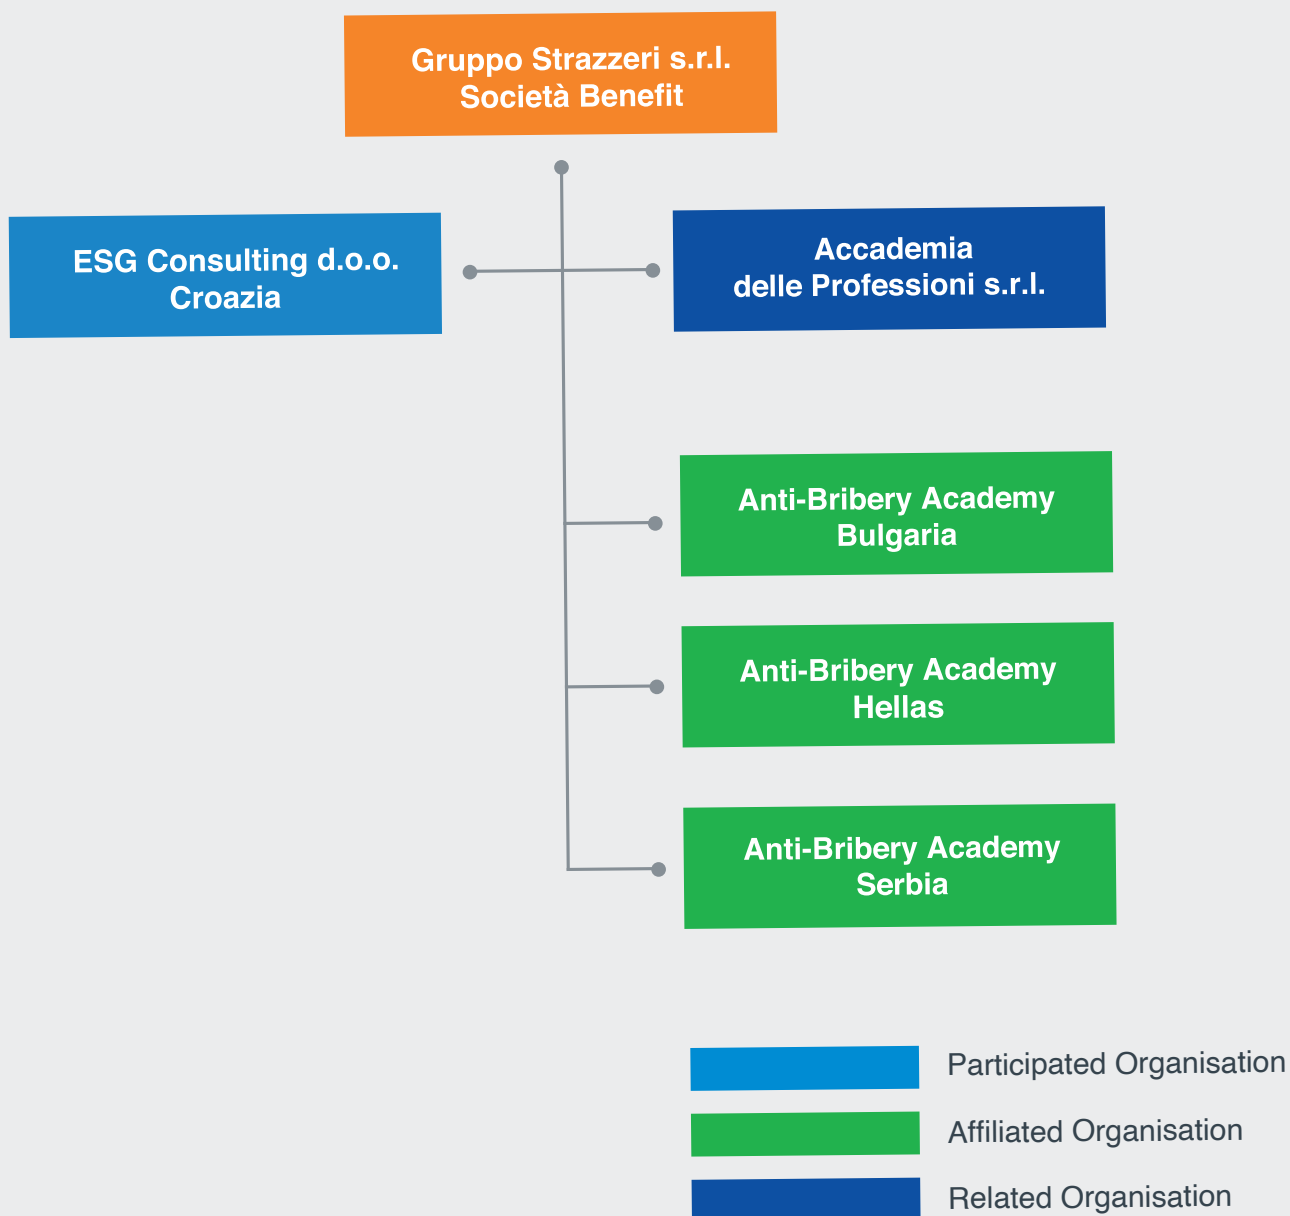 Gruppo Strazzeri s.r.l.
Società Benefit
ESG Consulting d.o.o.
Croazia
Accademia
delle Professioni s.r.l.
Anti-Bribery Academy
Bulgaria
Anti-Bribery Academy
Hellas
Anti-Bribery Academy
Serbia
Participated Organisation
Affiliated Organisation
Related Organisation